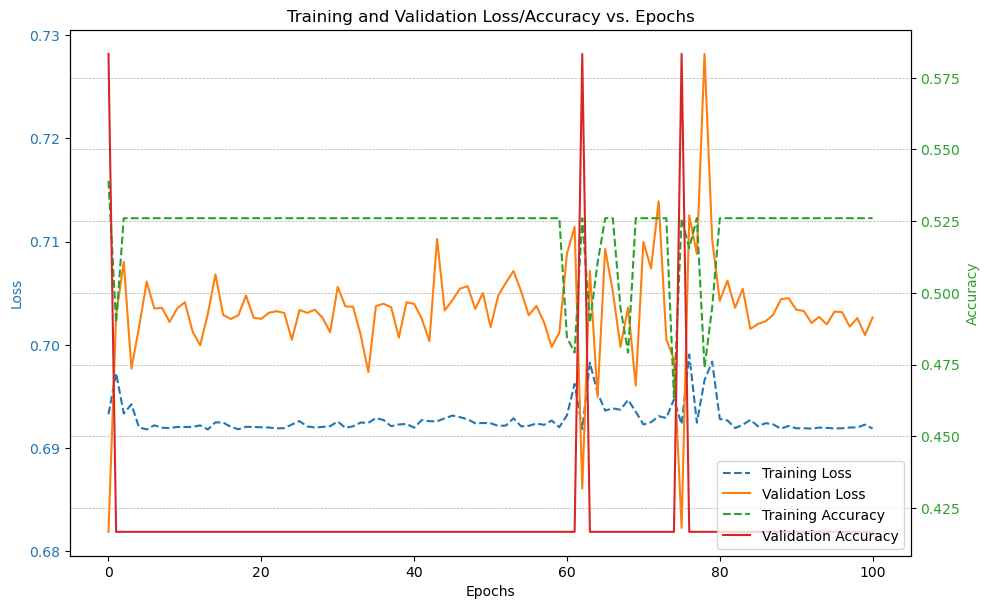 Training and Validation Loss/Accuracy vs. Epochs
0.73
0.72
0.71
0.70
0.69
0.68
Loss
0.575
0.550
0.525
0.500
0.475
0.450
0.425
Accuracy
Training Loss
Validation Loss
Training Accuracy
Validation Accuracy
0 20 40 60 80 100
Epochs